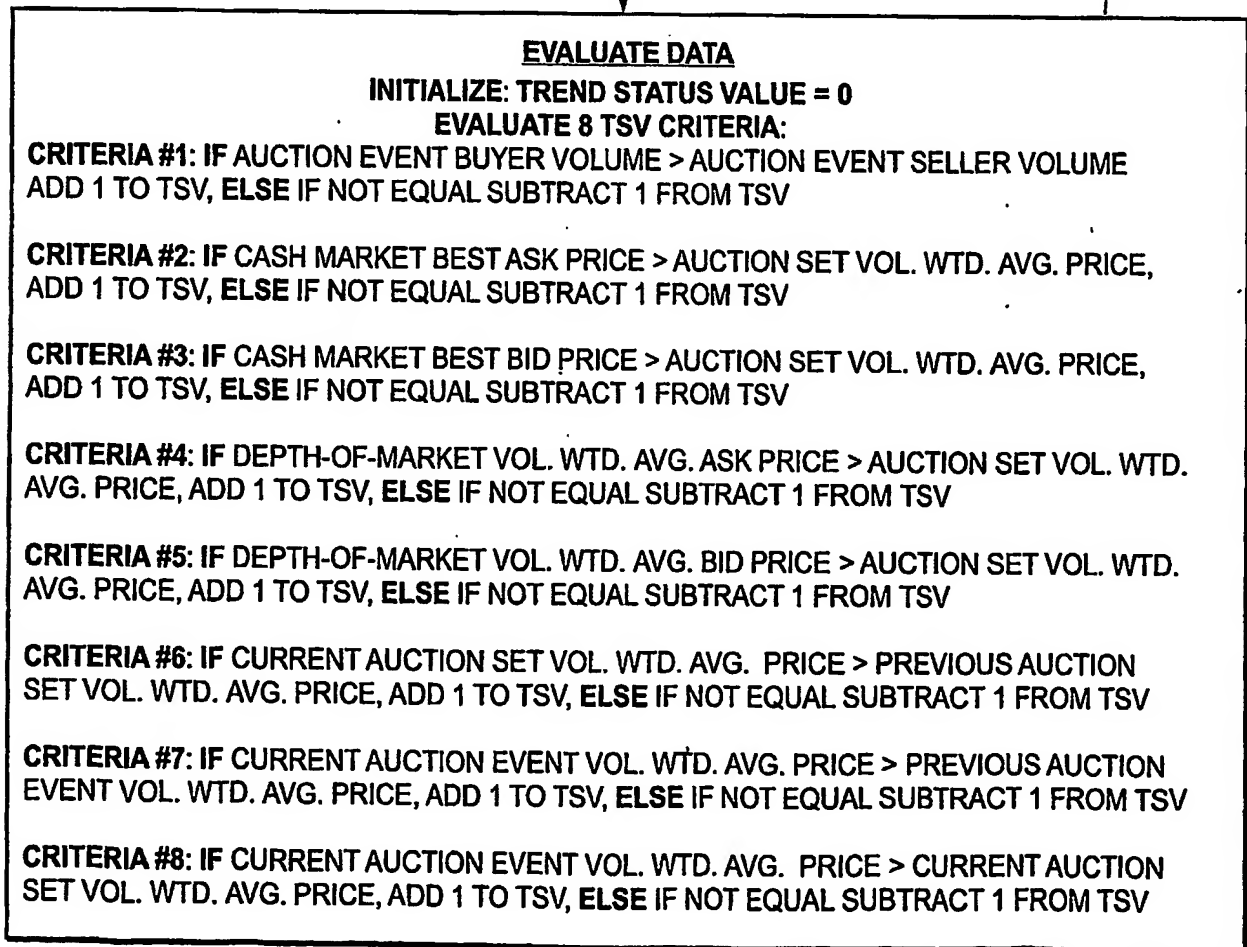 EVALUATE DATA
INITIALIZE: TREND STATUS VALUE = 0
EVALUATE 8 TSV CRITERIA:
CRITERIA #1: IF AUCTION EVENT BUYER VOLUME > AUCTION EVENT SELLER VOLUME
ADD 1 TO TSV, ELSE IF NOT EQUAL SUBTRACT 1 FROM TSV
CRITERIA #2: IF CASH MARKET BEST ASK PRICE > AUCTION SET VOL. WTD. AVG. PRICE,
ADD 1 TO TSV, ELSE IF NOT EQUAL SUBTRACT 1 FROM TSV
CRITERIA #3: IF CASH MARKET BEST BID PRICE > AUCTION SET VOL. WTD. AVG. PRICE,
ADD 1 TO TSV, ELSE IF NOT EQUAL SUBTRACT 1 FROM TSV
CRITERIA #4: IF DEPTH-OF-MARKET VOL. WTD. AVG. ASK PRICE > AUCTION SET VOL. WTD.
AVG. PRICE, ADD 1 TO TSV, ELSE IF NOT EQUAL SUBTRACT 1 FROM TSV
CRITERIA #5: IF DEPTH-OF-MARKET VOL. WTD. AVG. BID PRICE > AUCTION SET VOL. WTD.
AVG. PRICE, ADD 1 TO TSV, ELSE IF NOT EQUAL SUBTRACT 1 FROM TSV
CRITERIA #6: IF CURRENT AUCTION SET VOL. WTD. AVG. PRICE > PREVIOUS AUCTION
SET VOL. WTD. AVG. PRICE, ADD 1 TO TSV, ELSE IF NOT EQUAL SUBTRACT 1 FROM TSV
CRITERIA #7: IF CURRENT AUCTION EVENT VOL. WTD. AVG. PRICE > PREVIOUS AUCTION
EVENT VOL. WTD. AVG. PRICE, ADD 1 TO TSV, ELSE IF NOT EQUAL SUBTRACT 1 FROM TSV
CRITERIA #8: IF CURRENT AUCTION EVENT VOL. WTD. AVG. PRICE > CURRENT AUCTION
SET VOL. WTD. AVG. PRICE, ADD 1 TO TSV, ELSE IF NOT EQUAL SUBTRACT 1 FROM TSV